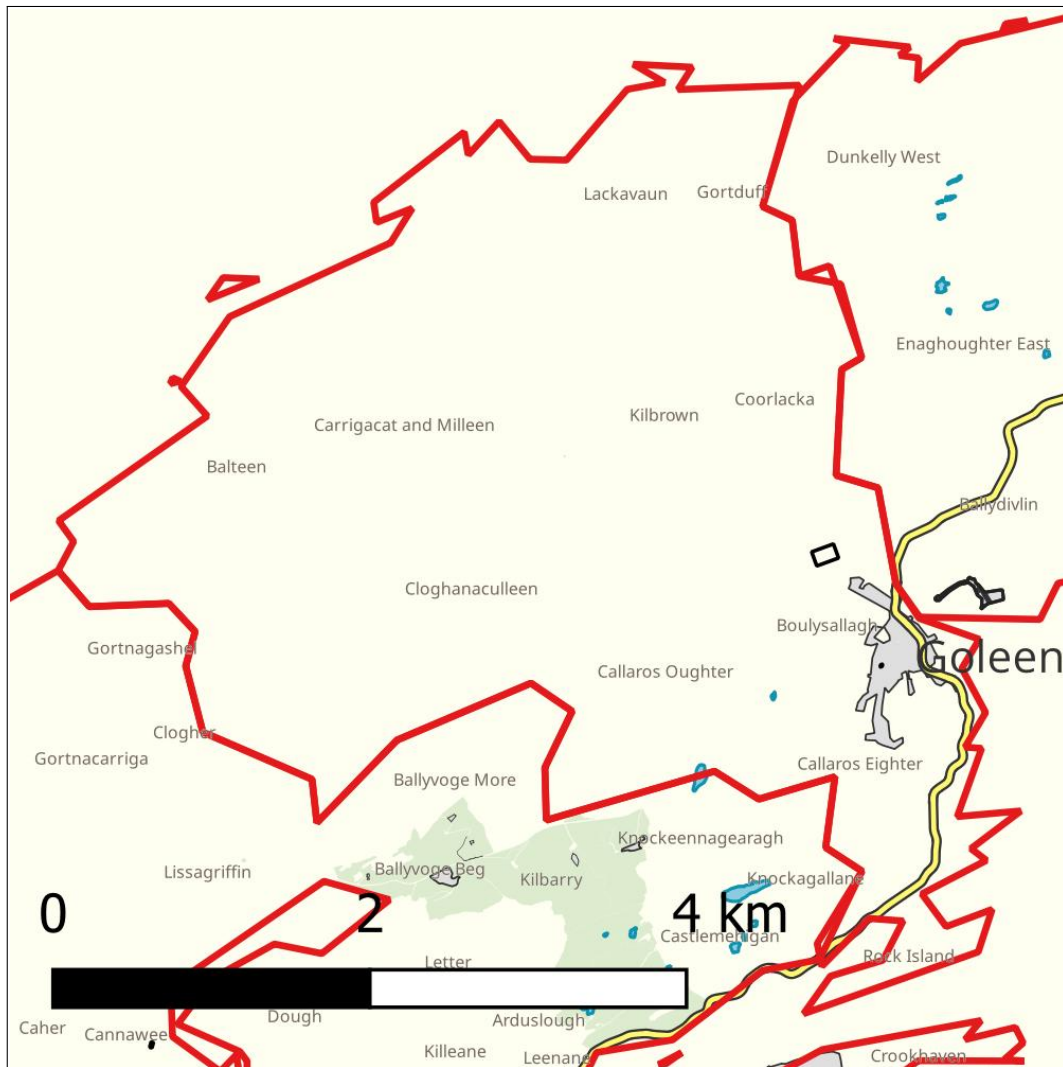 Dunkelly West
Lackavaun
Gortduff
Enaghoughter East
Coorlacka
Kilbrown
Carrigacat and Milleen
Balteen
Ballydivlin
Cloghanaculleen
Boulysallagh
Gortnagashel
Goleen
Callaros Oughter
Clogher
Gortnacarriga
Callaros Eighter
Ballyvoge More
Knockeennagearagh
Lissagriffin
Ballyvoge Beg
Kilbarry
Knockagallane
0
2
4 km
Castlemehigan
Rock Island
Letter
Dough
Arduslough
Caher
Cannawee
Killeane
Leenane
Crookhaven